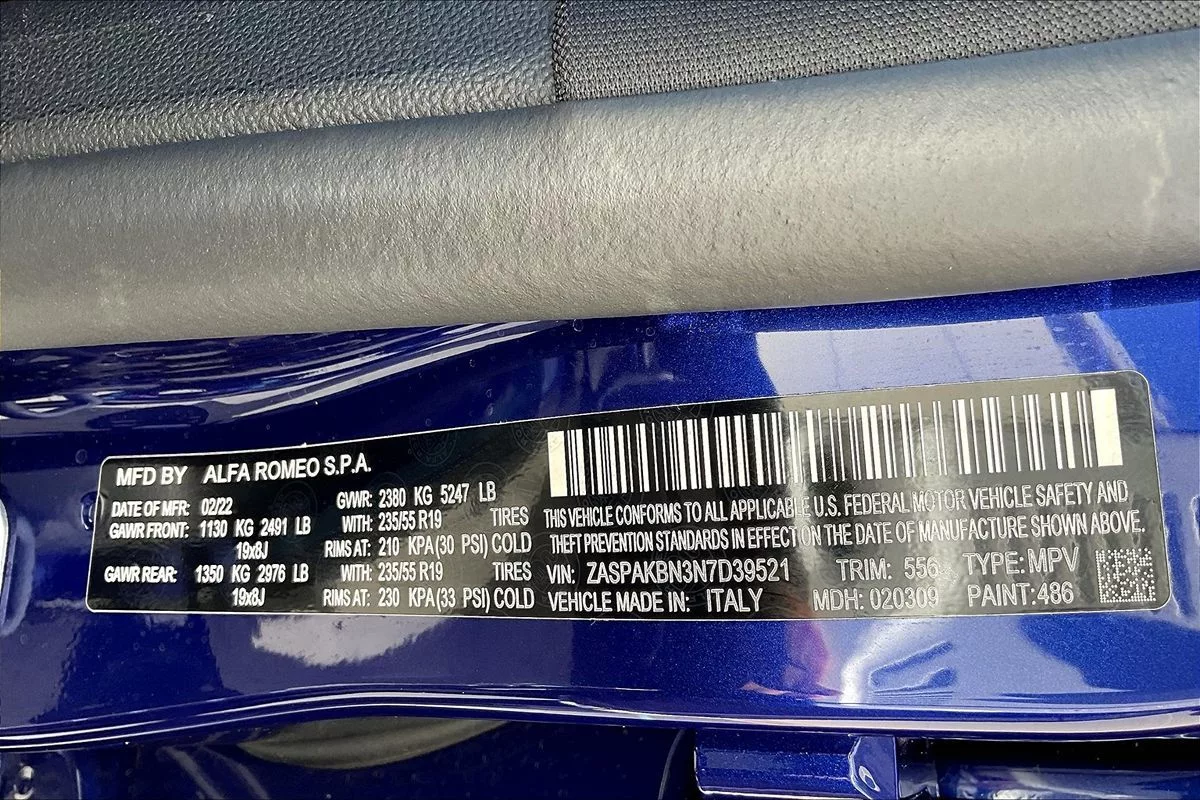 MFD BY ALFA ROMEO S.P.A.
DATE OF MFR: 02/22 GVWR: 2380 KG 5247 LB
GAWR FRONT: 1130 KG 2491 LB WITH: 235/55 R19 TIRES
19x8J RIMS AT: 210 KPA(30 PSI) COLD
GAWR REAR: 1350 KG 2976 LB WITH: 235/55 R19 TIRES
19x8J RIMS AT: 230 KPA(33 PSI) COLD
THIS VEHICLE CONFORMS TO ALL APPLICABLE U.S. FEDERAL MOTOR VEHICLE SAFETY AND
THEFT PREVENTION STANDARDS IN EFFECT ON THE DATE OF MANUFACTURE SHOWN ABOVE.
VIN: ZASPAKBN3N7D39521 TRIM: 556 TYPE: MPV
VEHICLE MADE IN: ITALY MDH: 020309 PAINT:486